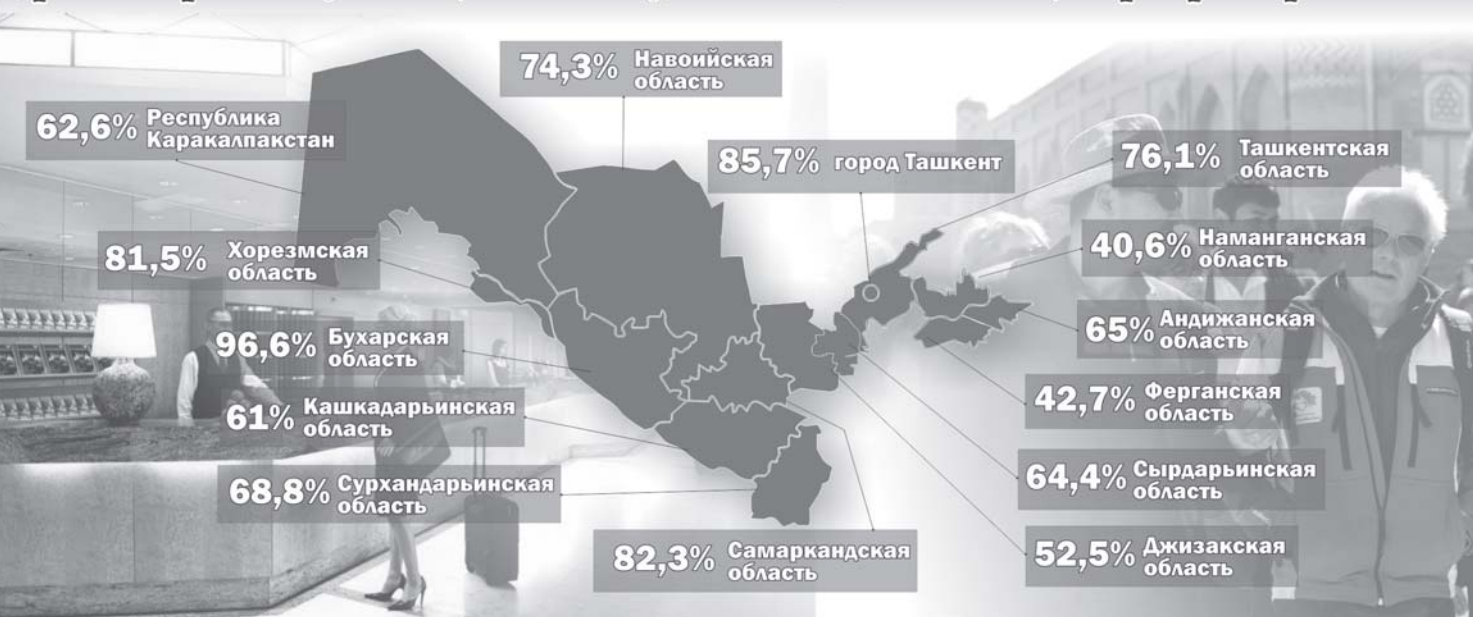 74,3% Навоийская
область
62,6% Республика
Каракалпакстан
85,7% город Ташкент
76,1% Ташкентская
область
81,5% Хорезмская
область
40,6% Наманганская
область
96,6% Бухарская
область
65% Андижанская
область
61% Кашкадарьинская
область
42,7% Ферганская
область
68,8% Сурхандарьинская
область
64,4% Сырдарьинская
область
82,3% Самаркандская
область
52,5% Джизакская
область